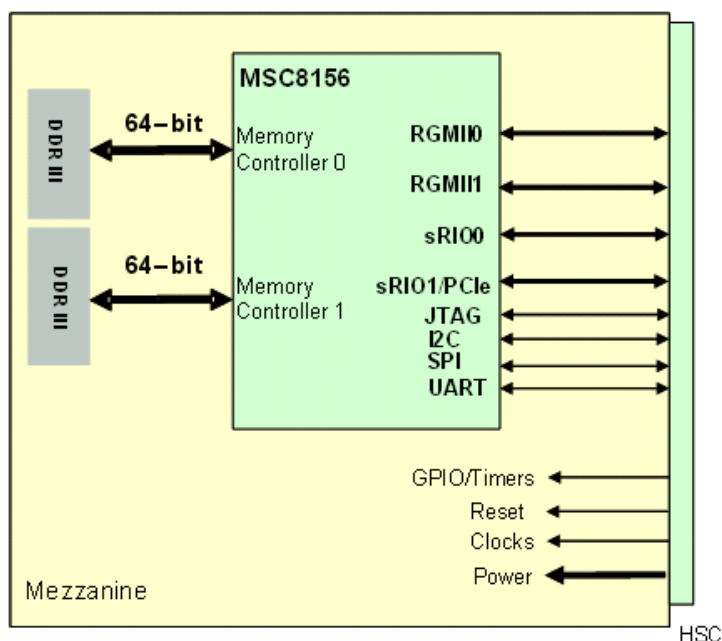 MSC8156
DDR III
64-bit
Memory
Controller 0
RGMII0
RGMII1
sRIO0
DDR III
64-bit
Memory
Controller 1
sRIO1/PCIe
JTAG
I2C
SPI
UART
GPIO/Timers
Reset
Clocks
Power
Mezzanine
HSC